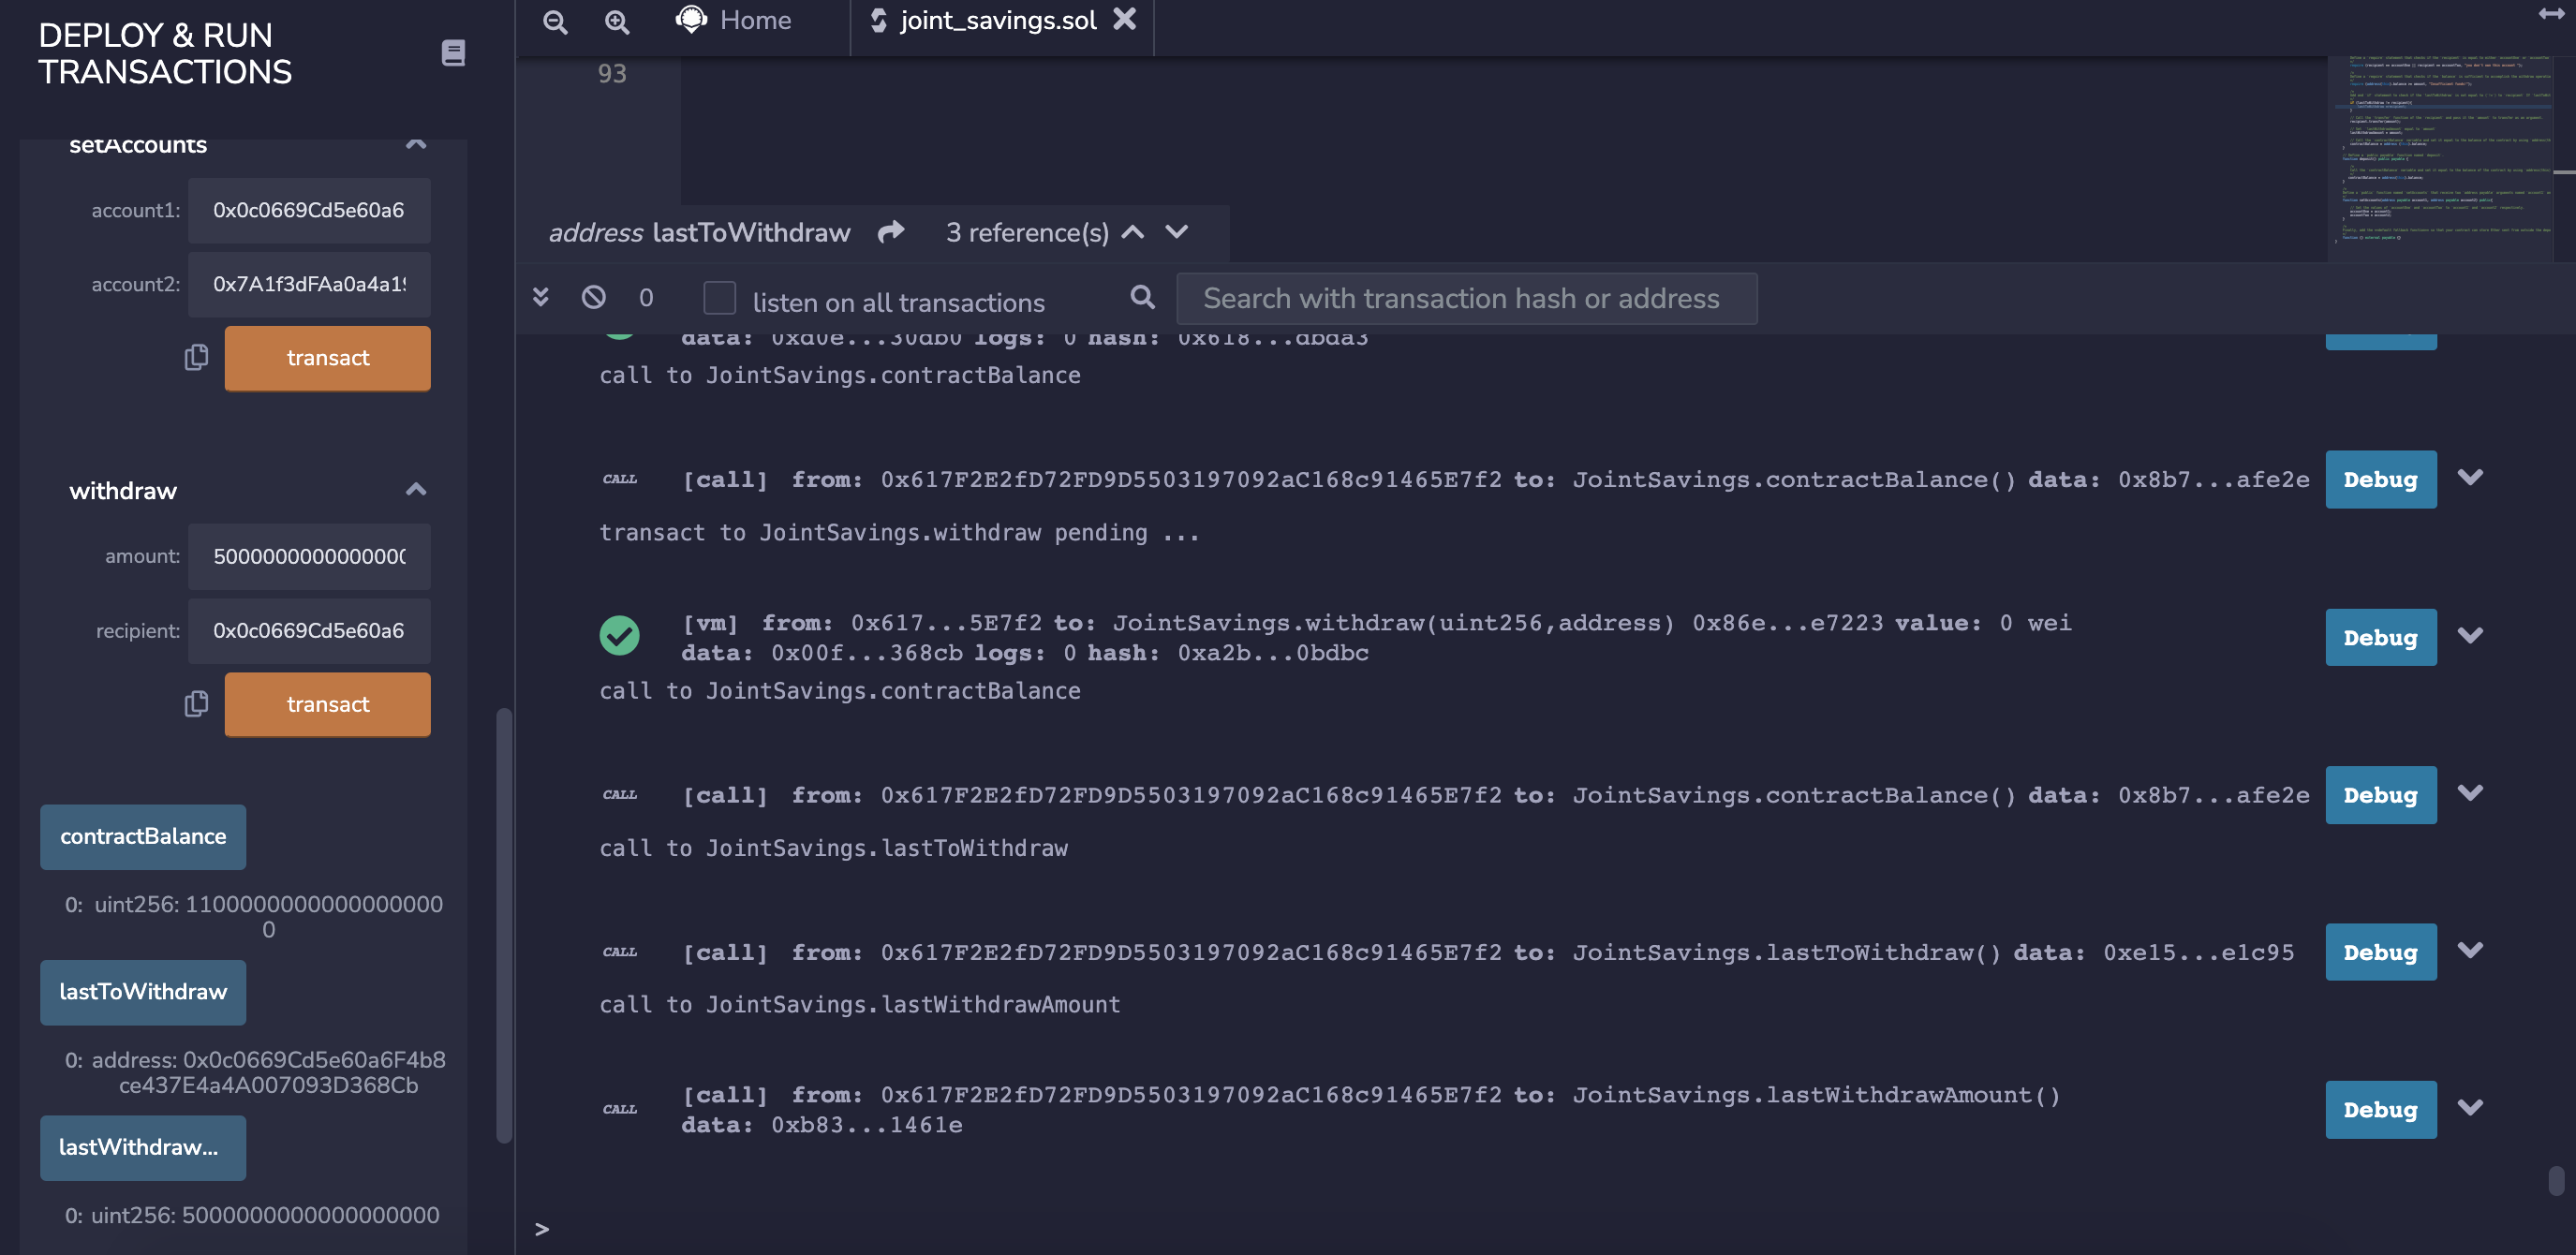 DEPLOY & RUN
TRANSACTIONS
setAccounts
account1: 0x0c0669Cd5e60a6
account2: 0x7A1f3dFAa0a4a19
transact
withdraw
amount: 5000000000000000
recipient: 0x0c0669Cd5e60a6
transact
contractBalance
0: uint256: 1100000000000000000
0
lastToWithdraw
0: address: 0x0c0669Cd5e60a6F4b8
ce437E4a4A007093D368Cb
lastWithdraw...
0: uint256: 5000000000000000000
Home
joint_savings.sol
93
address lastToWithdraw 3 reference(s)
0 listen on all transactions Search with transaction hash or address
data: 0xd0e...30db0 logs: 0 hash: 0x618...dbda3
call to JointSavings.contractBalance
CALL [call] from: 0x617F2E2fD72FD9D5503197092aC168c91465E7f2 to: JointSavings.contractBalance() data: 0x8b7...afe2e Debug
transact to JointSavings.withdraw pending ...
[vm] from: 0x617...5E7f2 to: JointSavings.withdraw(uint256,address) 0x86e...e7223 value: 0 wei
data: 0x00f...368cb logs: 0 hash: 0xa2b...0bdbc
Debug
call to JointSavings.contractBalance
CALL [call] from: 0x617F2E2fD72FD9D5503197092aC168c91465E7f2 to: JointSavings.contractBalance() data: 0x8b7...afe2e Debug
call to JointSavings.lastToWithdraw
CALL [call] from: 0x617F2E2fD72FD9D5503197092aC168c91465E7f2 to: JointSavings.lastToWithdraw() data: 0xe15...e1c95 Debug
call to JointSavings.lastWithdrawAmount
CALL [call] from: 0x617F2E2fD72FD9D5503197092aC168c91465E7f2 to: JointSavings.lastWithdrawAmount()
data: 0xb83...1461e
Debug
>